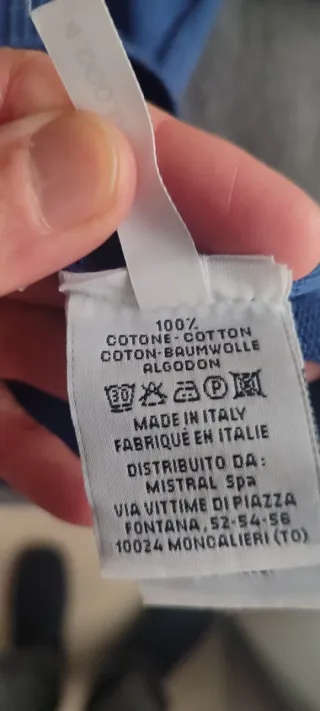 100%
COTONE-COTTON
COTON-BAUMWOLLE
ALGODON
30 P
MADE IN ITALY
FABRIQUÉ EN ITALIE
DISTRIBUITO DA:
MISTRAL SpA
VIA VITTIME DI PIAZZA
FONTANA, 52-54-56
10024 MONCALIERI (TO)